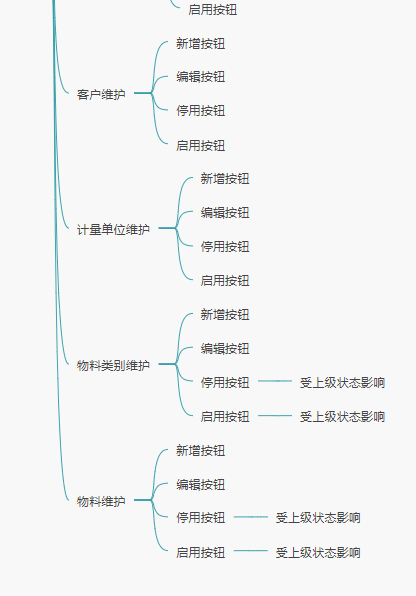 启用按钮
客户维护
新增按钮
编辑按钮
停用按钮
启用按钮
计量单位维护
新增按钮
编辑按钮
停用按钮
启用按钮
物料类别维护
新增按钮
编辑按钮
停用按钮 受上级状态影响
启用按钮 受上级状态影响
物料维护
新增按钮
编辑按钮
停用按钮 受上级状态影响
启用按钮 受上级状态影响